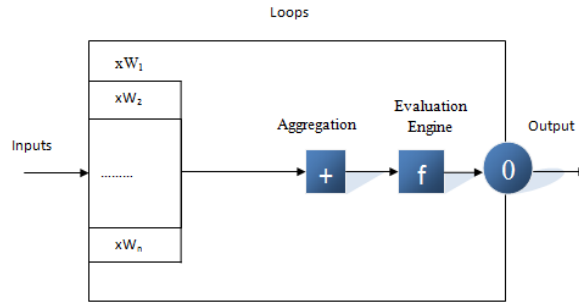 Loops
xW1
xW2
Evaluation
Engine
Aggregation
Output
Inputs
.........
+
f
0
xWn